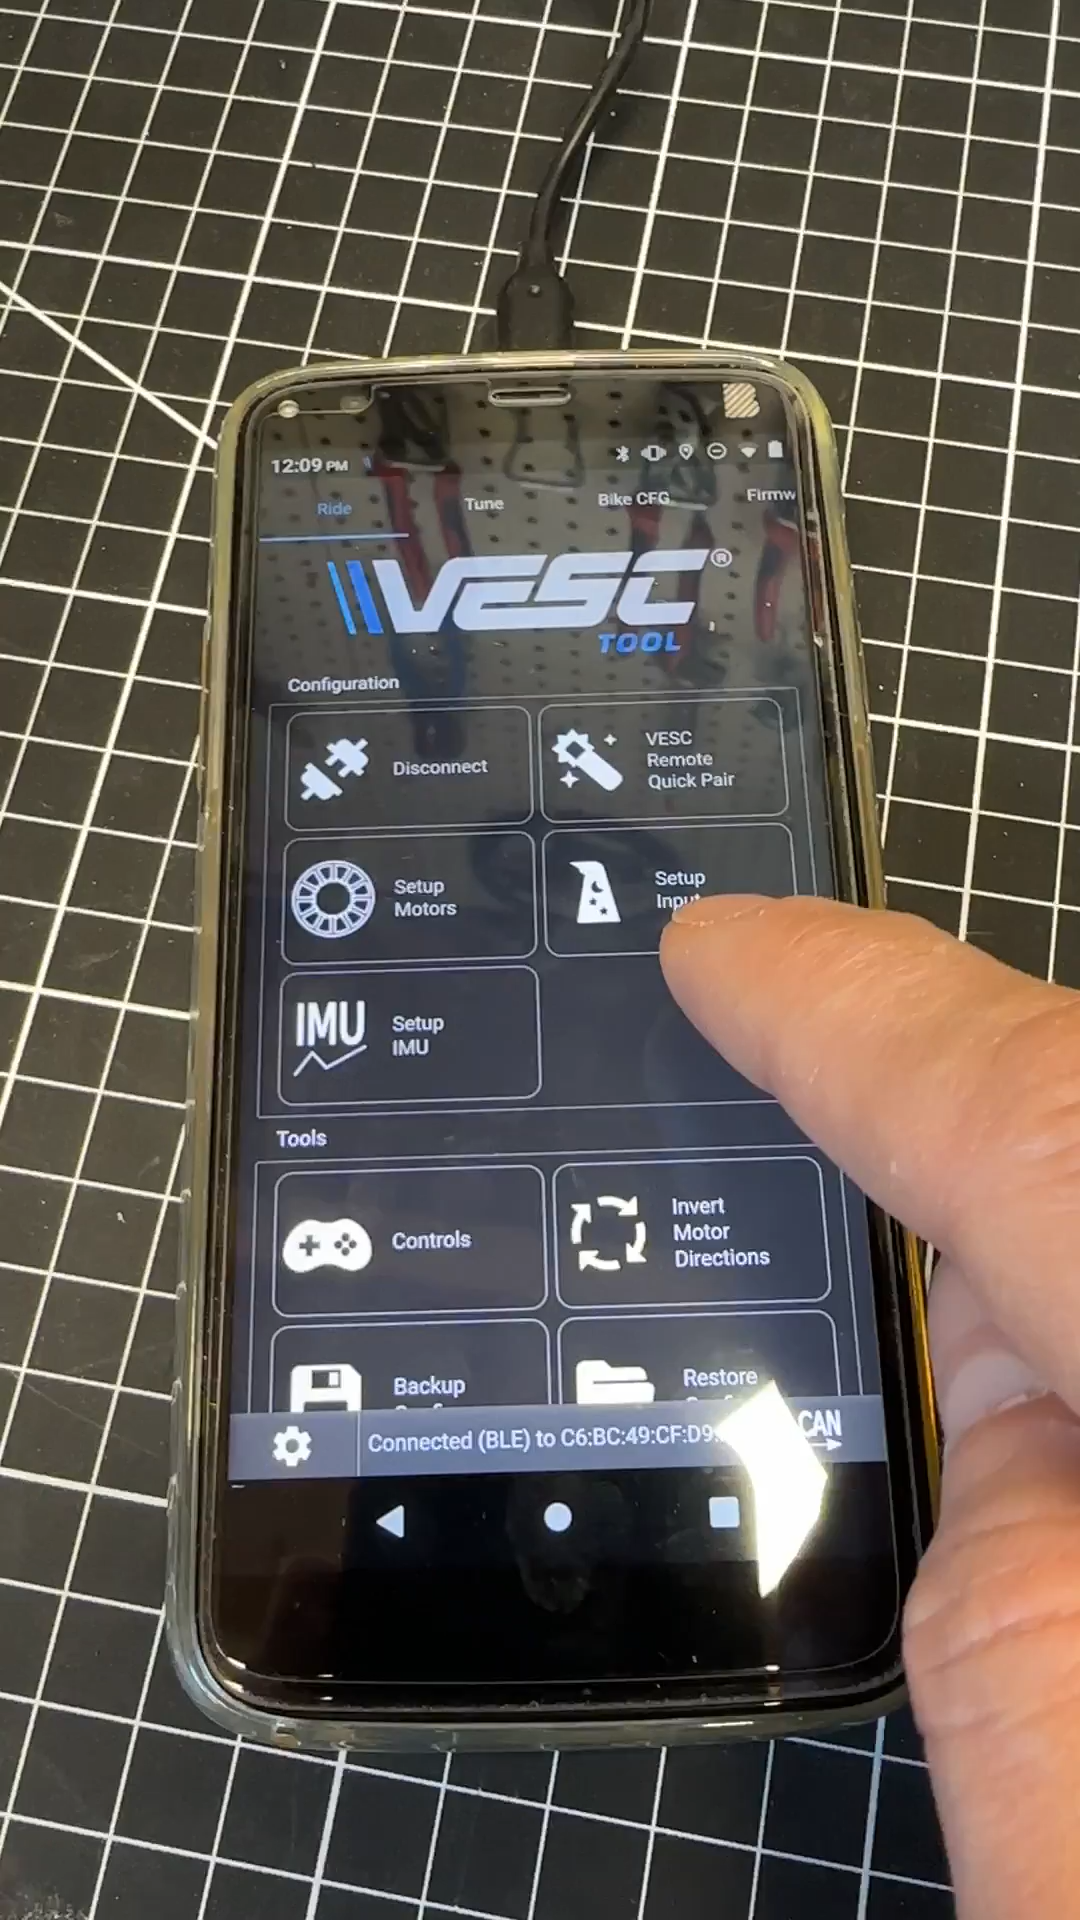 12:09 PM
Ride
Tune
Bike CFG
Firmw
VESC®
TOOL
Configuration
Disconnect
VESC
Remote
Quick Pair
Setup
Motors
Setup
Input
IMU
Setup
IMU
Tools
Controls
Invert
Motor
Directions
Backup
Restore
Connected (BLE) to C6:BC:49:CF:D9:
CAN